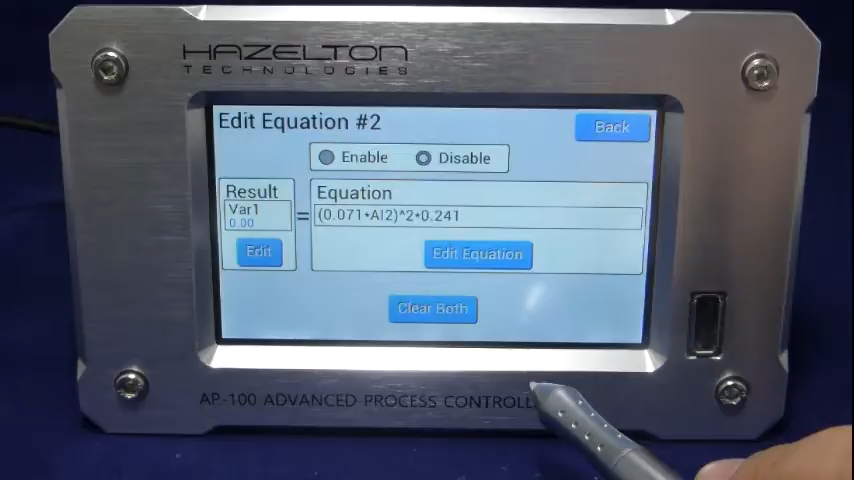 HAZELTON
TECHNOLOGIES
Edit Equation #2
Back
Enable Disable
Result
Equation
Var1
0.00
=
(0.071*AI2)^2*0.241
Edit
Edit Equation
Clear Both
AP-100 ADVANCED PROCESS